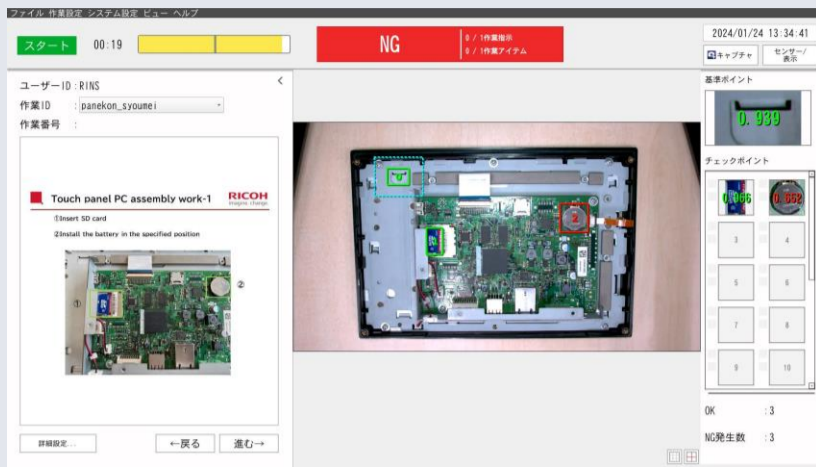 ファイル 作業設定 システム設定 ビュー ヘルプ
スタート 00:19
NG
0 / 1作業指示
0 / 1作業アイテム
2024/01/24 13:34:41
キャプチャ
センサー/
表示
ユーザーID : RINS
作業ID : panekon_syoumei
作業番号 :
Touch panel PC assembly work-1
RICOH
imagine. change.
①Insert SD card
②Install the battery in the specified position
①
②
詳細設定...
←戻る
進む→
0
2
基準ポイント
0.939
チェックポイント
0.966
0.662
3 4
5 6
7 8
9 10
OK :3
NG発生数 :3